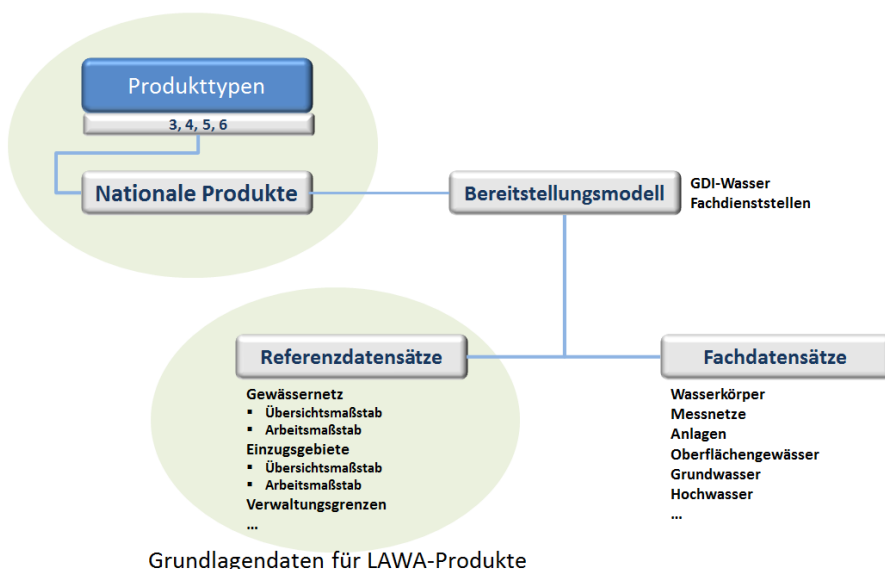 Produkttypen
3, 4, 5, 6
Nationale Produkte
Bereitstellungsmodell
GDI-Wasser
Fachdienststellen
Referenzdatensätze
Gewässernetz
▪ Übersichtsmaßstab
▪ Arbeitsmaßstab
Einzugsgebiete
▪ Übersichtsmaßstab
▪ Arbeitsmaßstab
Verwaltungsgrenzen
...
Fachdatensätze
Wasserkörper
Messnetze
Anlagen
Oberflächengewässer
Grundwasser
Hochwasser
...
Grundlagendaten für LAWA-Produkte